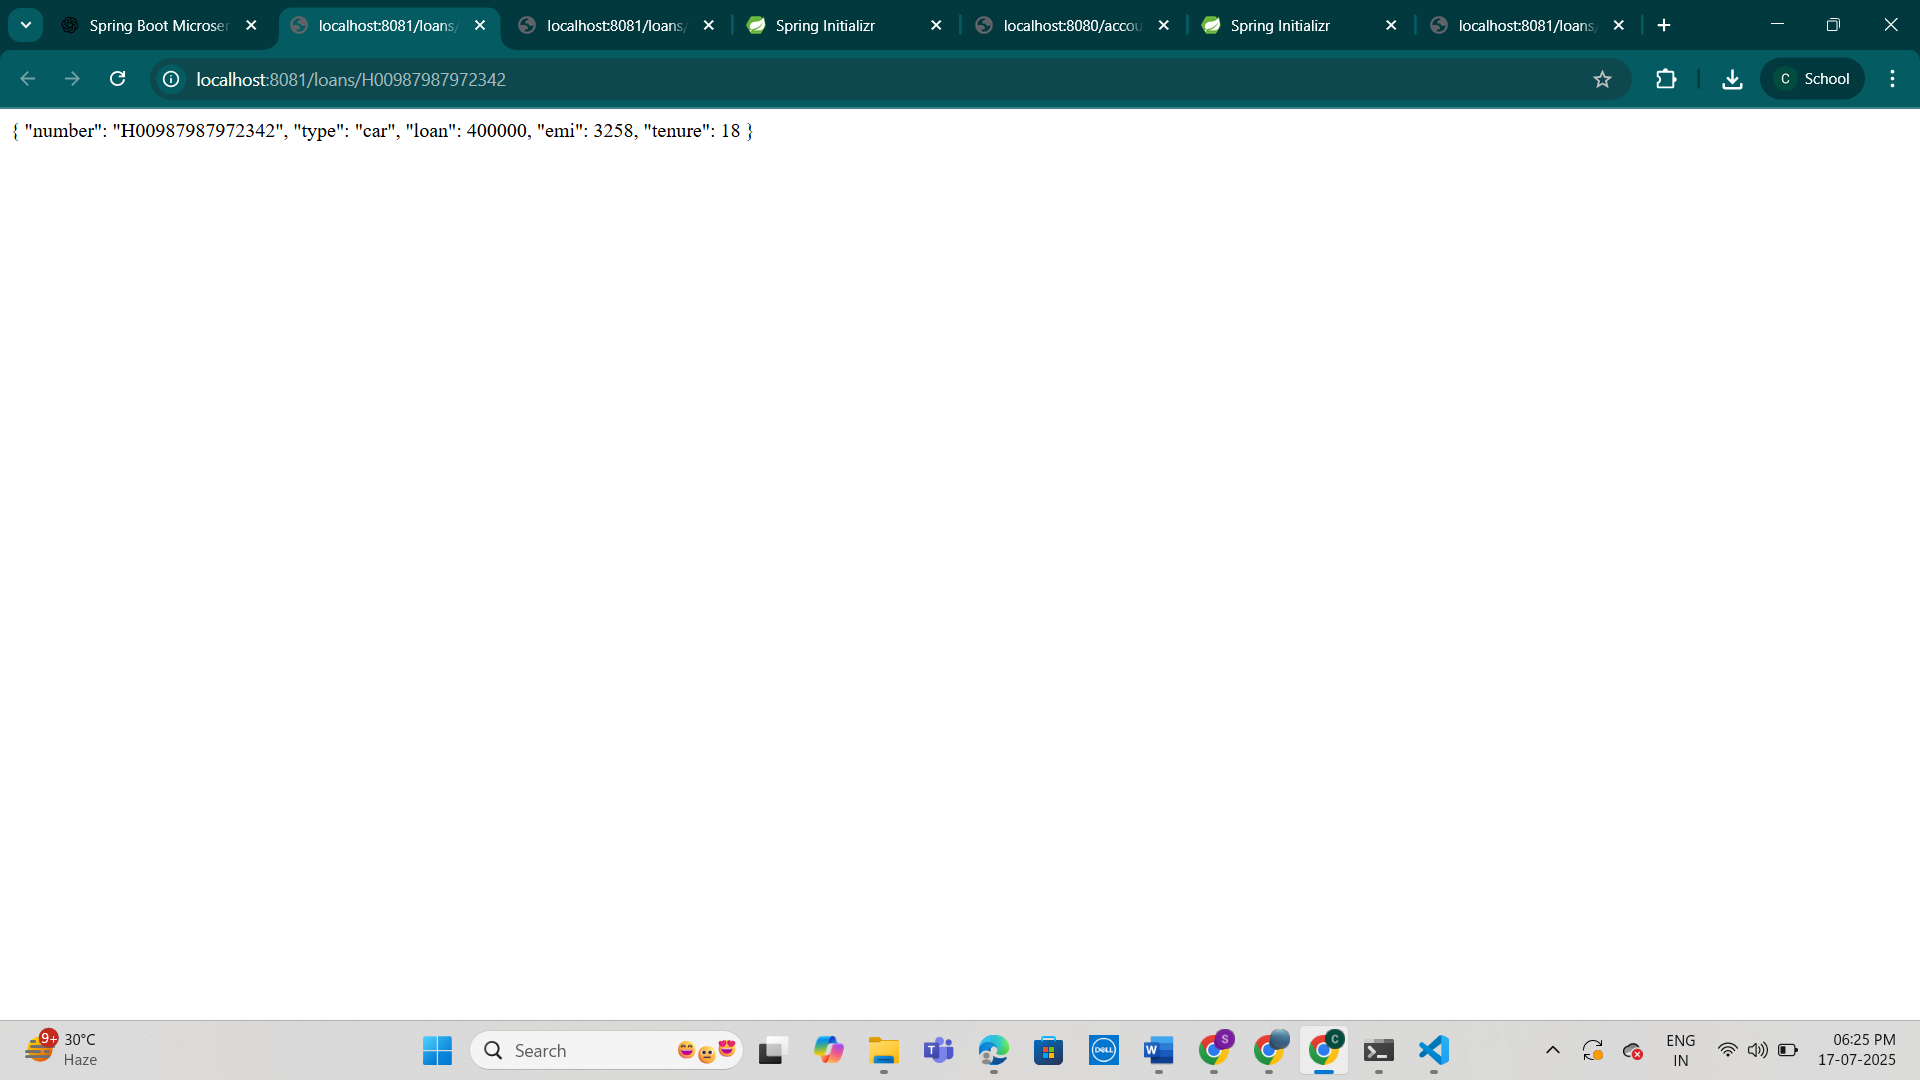 Spring Boot Microser
localhost:8081/loans/
localhost:8081/loans/
Spring Initializr
localhost:8080/accou
Spring Initializr
localhost:8081/loans/
localhost:8081/loans/H00987987972342
C School
{ "number": "H00987987972342", "type": "car", "loan": 400000, "emi": 3258, "tenure": 18 }
9+
30°C
Haze
Search
T
DELL
W
S
C
ENG
IN
06:25 PM
17-07-2025